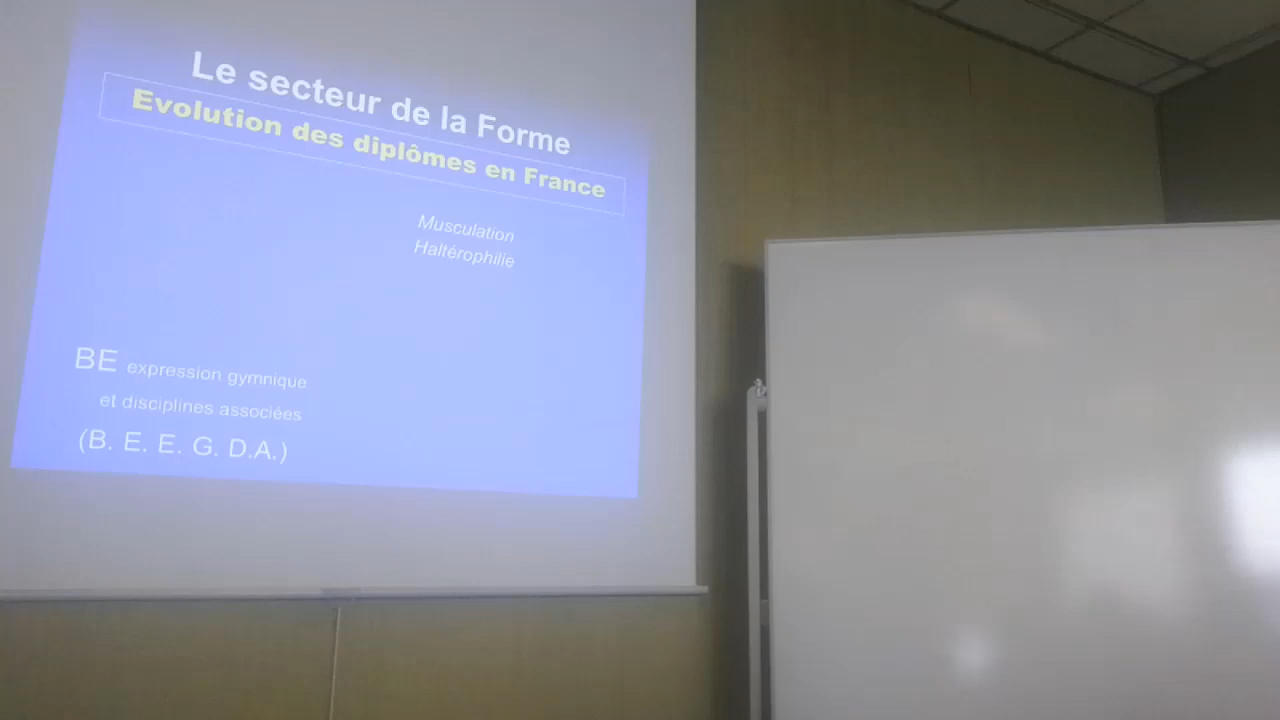 Le secteur de la Forme
Evolution des diplômes en France
Musculation
Haltérophilie
BE expression gymnique
et disciplines associées
(B. E. E. G. D.A.)